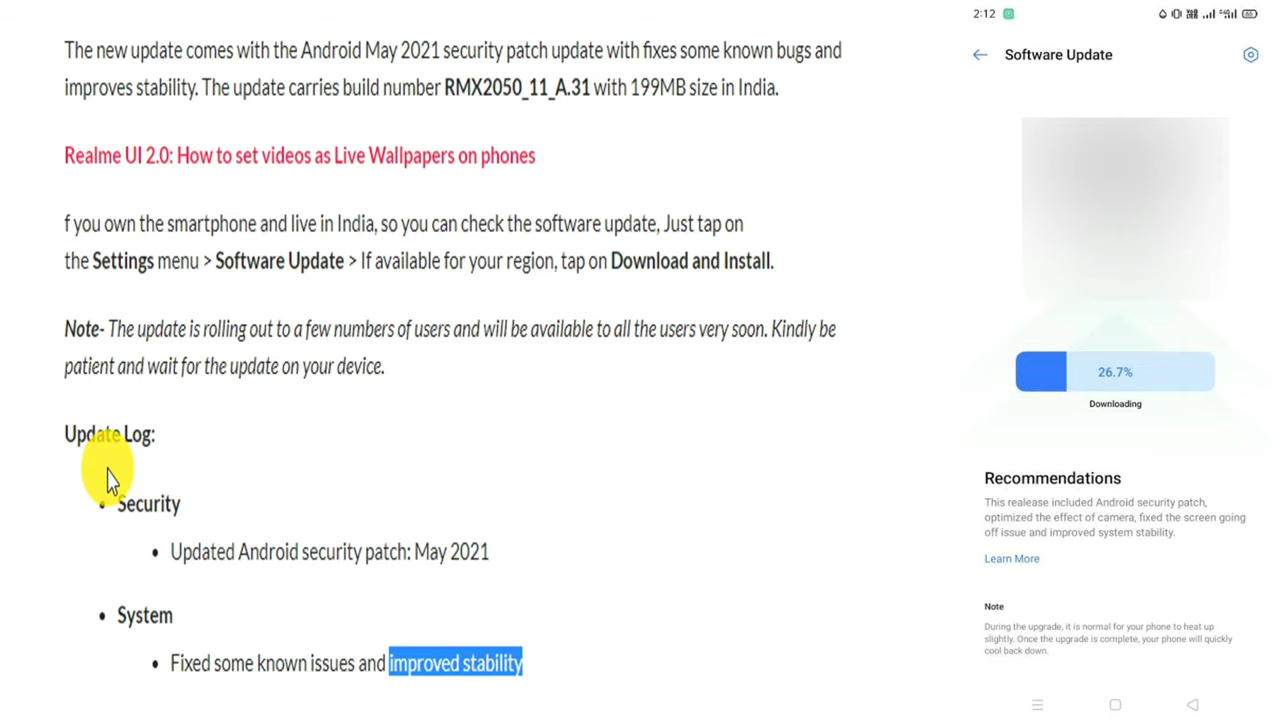 The new update comes with the Android May 2021 security patch update with fixes some known bugs and
improves stability. The update carries build number RMX2050_11_A.31 with 199MB size in India.
Realme UI 2.0: How to set videos as Live Wallpapers on phones
f you own the smartphone and live in India, so you can check the software update, Just tap on
the Settings menu > Software Update > If available for your region, tap on Download and Install.
Note- The update is rolling out to a few numbers of users and will be available to all the users very soon. Kindly be
patient and wait for the update on your device.
Update Log:
• Security
• Updated Android security patch: May 2021
• System
• Fixed some known issues and improved stability
2:12
Software Update
26.7%
Downloading
Recommendations
This realease included Android security patch,
optimized the effect of camera, fixed the screen going
off issue and improved system stability.
Learn More
Note
During the upgrade, it is normal for your phone to heat up
slightly. Once the upgrade is complete, your phone will quickly
cool back down.